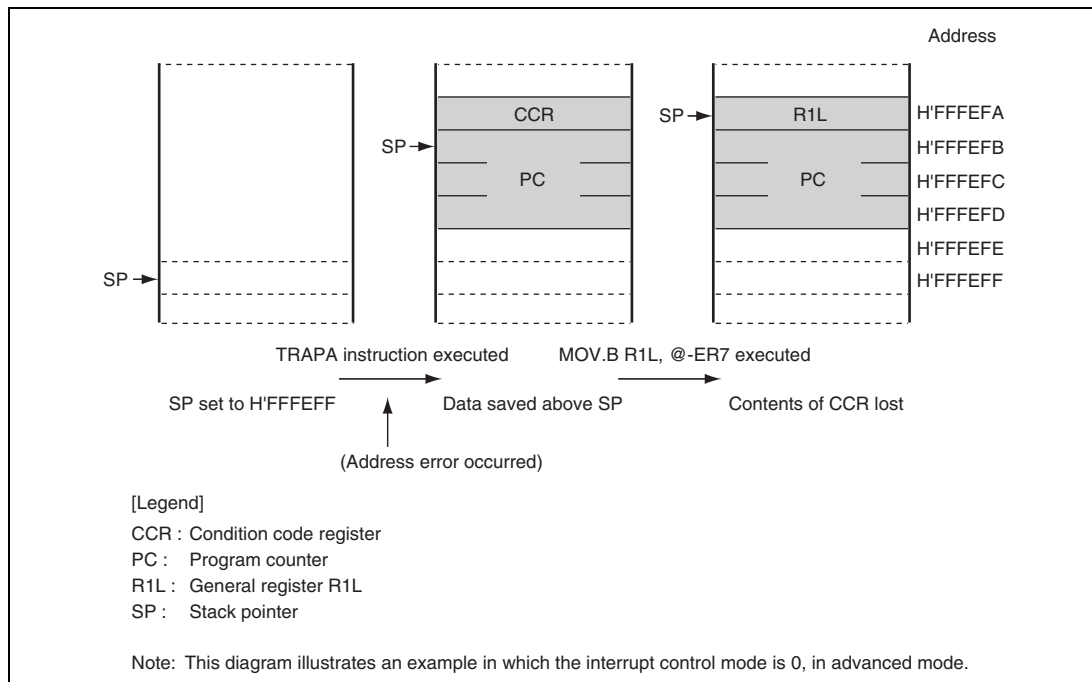 Address
CCR
SP
R1L
H'FFFEFA
SP
H'FFFEFB
PC
PC
H'FFFEFC
H'FFFEFD
H'FFFEFE
SP
H'FFFEFF
TRAPA instruction executed
MOV.B R1L, @-ER7 executed
SP set to H'FFFEFF
Data saved above SP
Contents of CCR lost
(Address error occurred)
[Legend]
CCR : Condition code register
PC : Program counter
R1L : General register R1L
SP : Stack pointer
Note: This diagram illustrates an example in which the interrupt control mode is 0, in advanced mode.